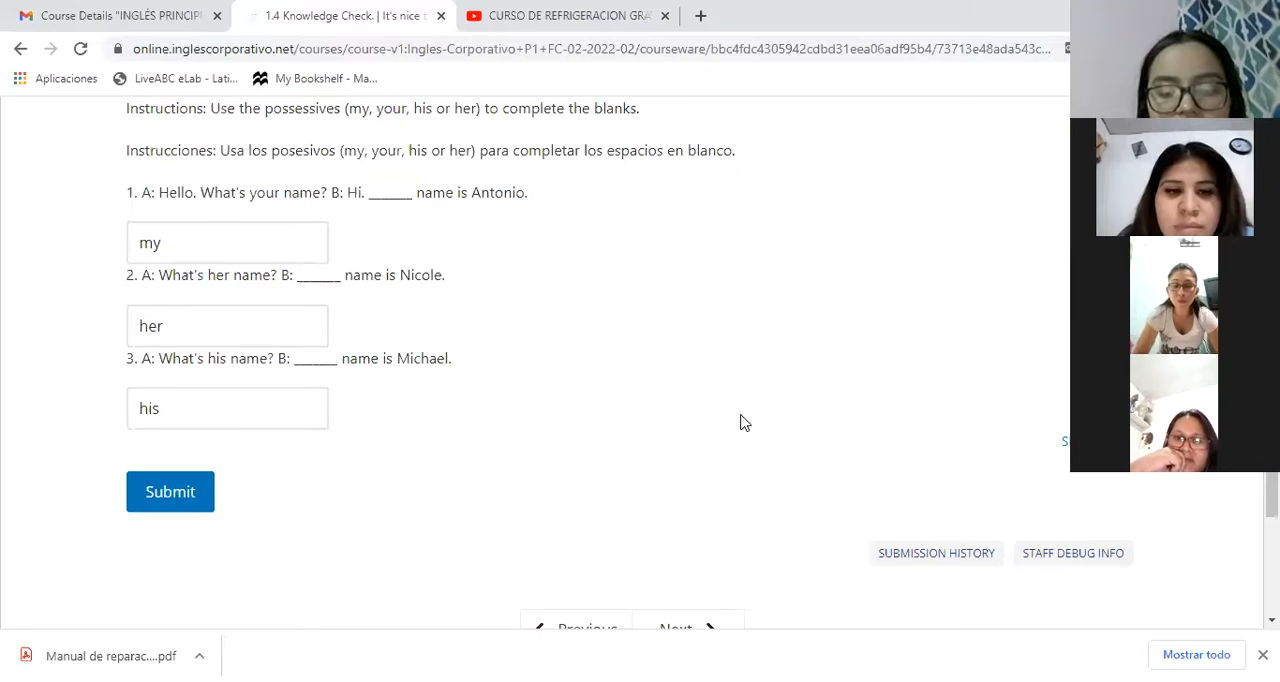 Course Details "INGLÉS PRINCIPI
1.4 Knowledge Check. | It's nice t
CURSO DE REFRIGERACION GRA
online.inglescorporativo.net/courses/course-v1:Ingles-Corporativo+P1+FC-02-2022-02/courseware/bbc4fdc4305942cdbd31eea06adf95b4/73713e48ada543c...
Aplicaciones
LiveABC eLab - Lati...
My Bookshelf - Ma...
Instructions: Use the possessives (my, your, his or her) to complete the blanks.
Instrucciones: Usa los posesivos (my, your, his or her) para completar los espacios en blanco.
1. A: Hello. What's your name? B: Hi. ______ name is Antonio.
my
2. A: What's her name? B: ______ name is Nicole.
her
3. A: What's his name? B: ______ name is Michael.
his
S
Submit
SUBMISSION HISTORY
STAFF DEBUG INFO
Previous
Next
Manual de reparac....pdf
Mostrar todo